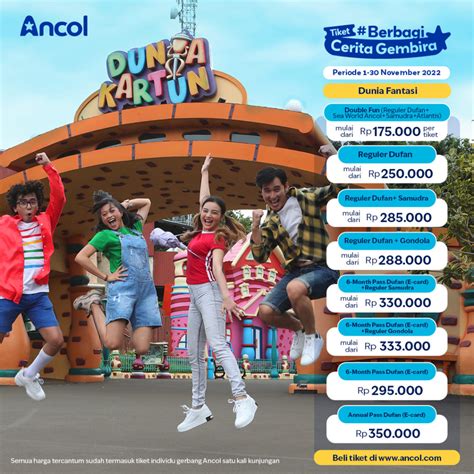 Ancol
Tiket #Berbagi
Cerita Gembira
Periode 1-30 November 2022
Dunia Fantasi
DUNIA
KARTUN
Double Fun (Reguler Dufan+
Sea World Ancol+ Samudra +Atlantis)
mulai dari Rp 175.000 per tiket
Reguler Dufan
mulai dari Rp 250.000
Reguler Dufan+ Samudra
mulai dari Rp 285.000
Reguler Dufan + Gondola
mulai dari Rp 288.000
6-Month Pass Dufan (E-card)
+Reguler Samudra
mulai dari Rp 330.000
6-Month Pass Dufan (E-card)
+Reguler Gondola
mulai dari Rp 333.000
6-Month Pass Dufan (E-card)
Rp 295.000
Annual Pass Dufan (E-card)
Rp 350.000
Semua harga tercantum sudah termasuk tiket individu gerbang Ancol satu kali kunjungan
Beli tiket di www.ancol.com